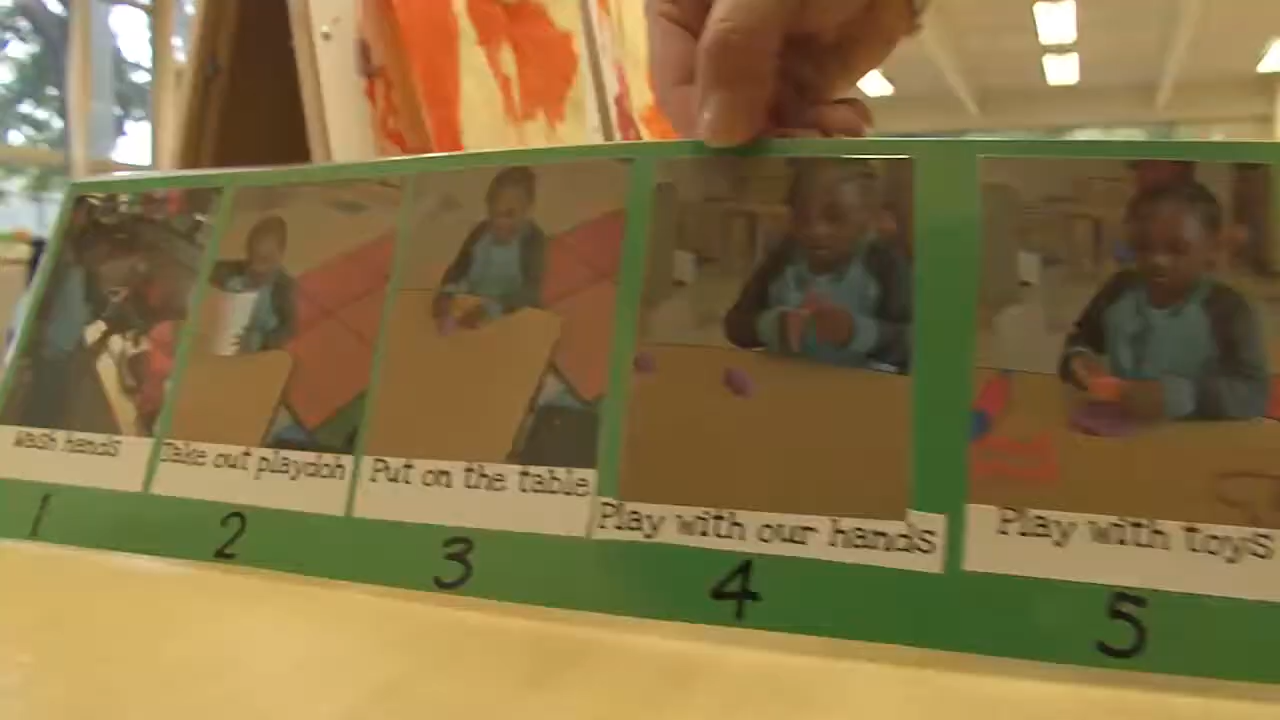 Wash hands
Take out playdoh
Put on the table
Play with our hands
Play with toys
1
2
3
4
5